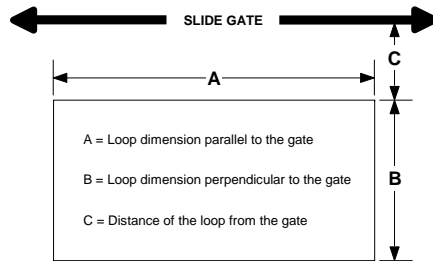 SLIDE GATE
C
A
A = Loop dimension parallel to the gate
B = Loop dimension perpendicular to the gate
B
C = Distance of the loop from the gate